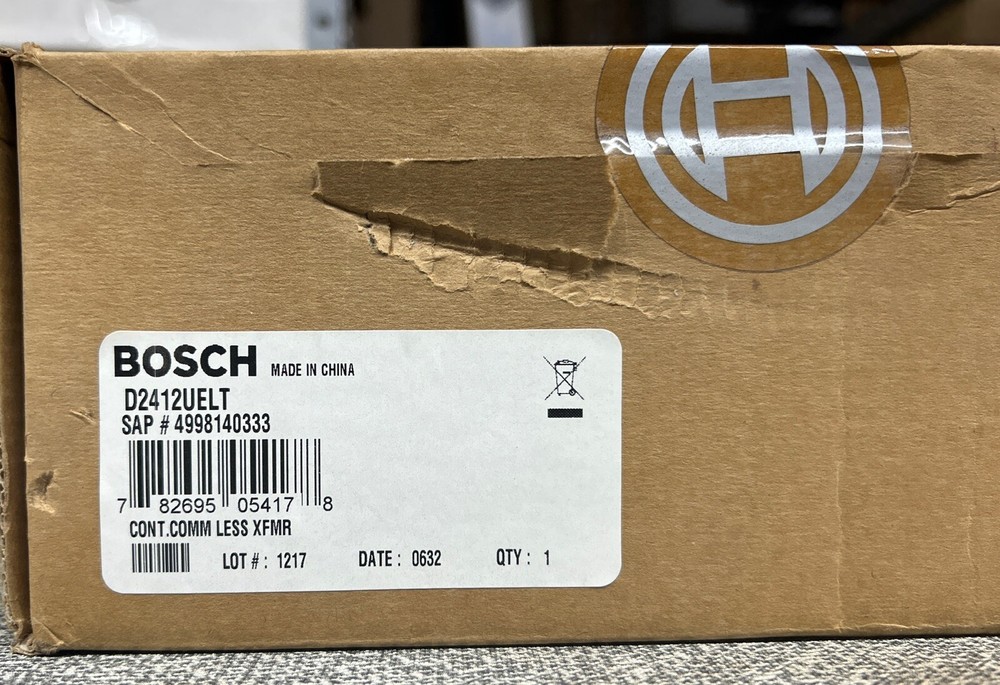 BOSCH MADE IN CHINA
D2412UELT
SAP # 4998140333
7 82695 05417 8
CONT.COMM LESS XFMR
LOT # : 1217 DATE : 0632 QTY : 1